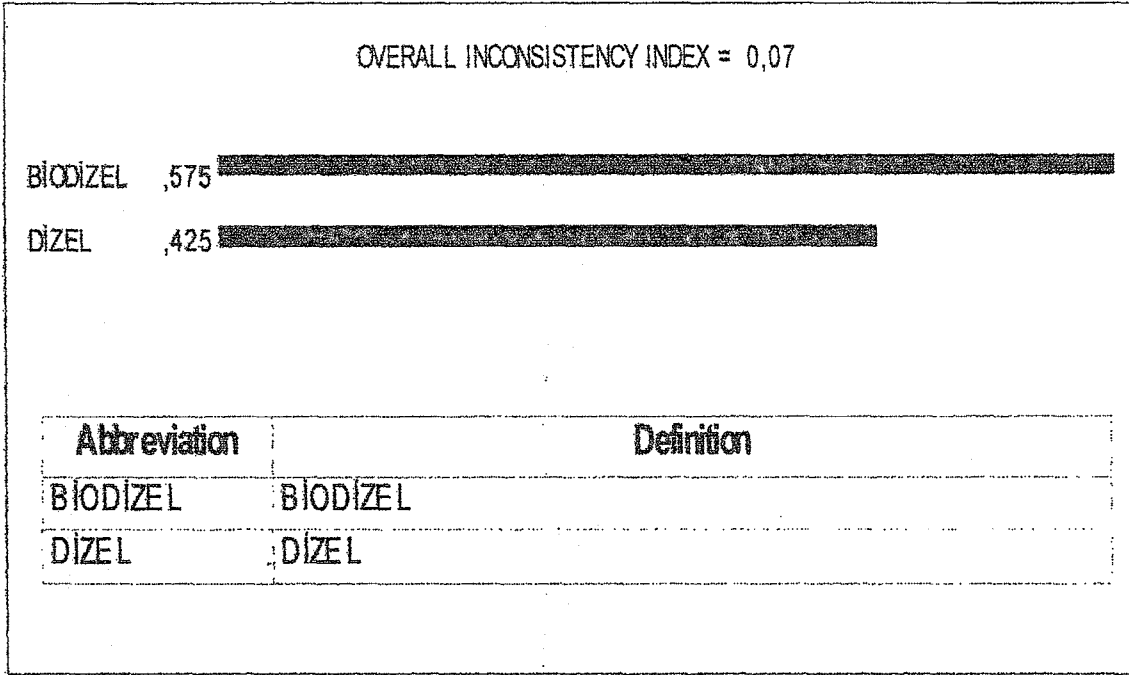 OVERALL INCONSISTENCY INDEX = 0,07
BİODİZEL ,575
DİZEL ,425
Abbreviation Definition
BİODİZEL BİODİZEL
DİZEL DİZEL